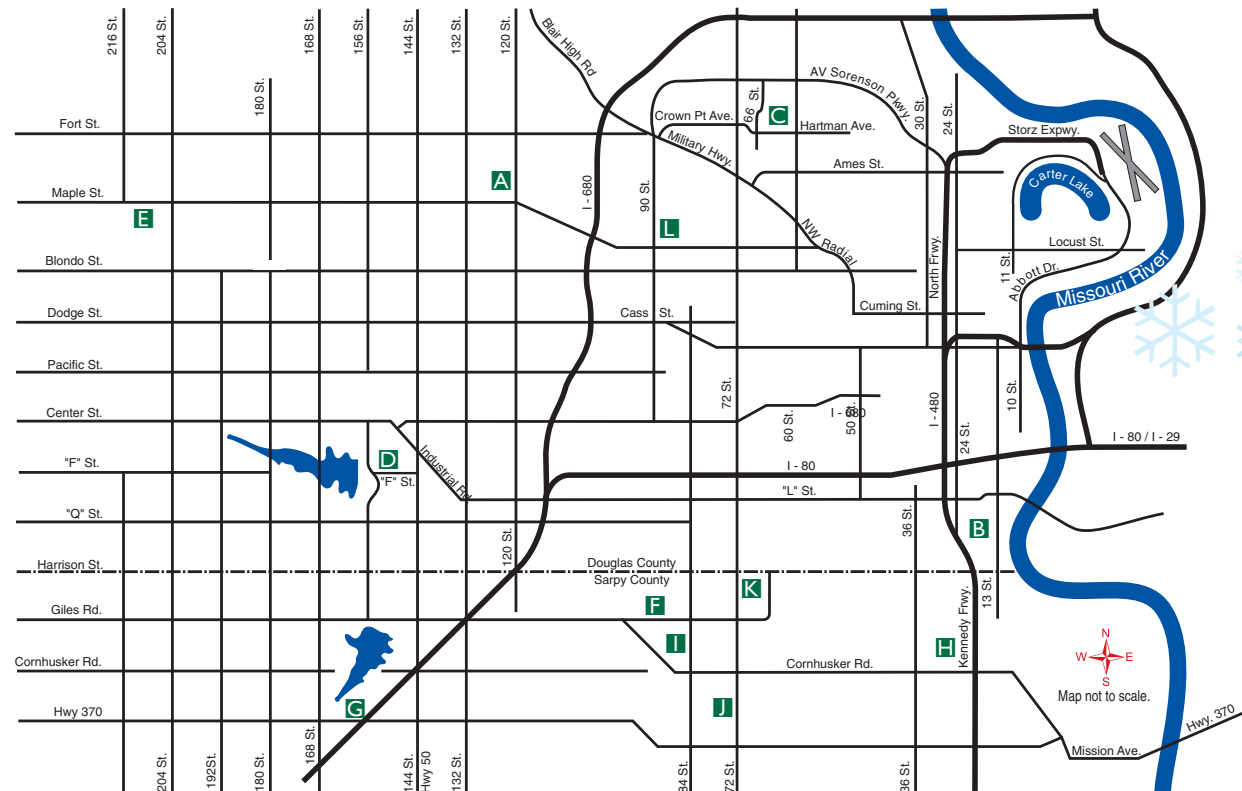 216 St.
204 St.
180 St.
168 St.
156 St.
144 St.
132 St.
120 St.
Blair High Rd
AV Sorenson Pkwy.
66 St.
C
Crown Pt Ave.
Hartman Ave.
30 St.
24 St.
Storz Expwy.
Fort St.
Military Hwy.
Ames St.
Carter Lake
Maple St.
A
E
I - 680
90 St.
L
NW Radial
North Frwy.
Locust St.
11 St.
Abbott Dr.
Missouri River
Blondo St.
Cuming St.
Dodge St.
Cass St.
Pacific St.
72 St.
60 St.
50 St.
I - 680
I - 480
24 St.
10 St.
Center St.
I - 80 / I - 29
"F" St.
D
"F" St.
Industrial Rd
I - 80
"L" St.
"Q" St.
36 St.
B
120 St.
Harrison St.
Douglas County
Sarpy County
K
F
13 St.
Giles Rd.
I
H
Kennedy Frwy.
N
W E
S
Map not to scale.
Cornhusker Rd.
Cornhusker Rd.
G
J
Hwy 370
Hwy. 370
Mission Ave.
204 St.
192St.
180 St.
168 St.
144 St.
Hwy 50
132 St.
84 St.
72 St.
36 St.